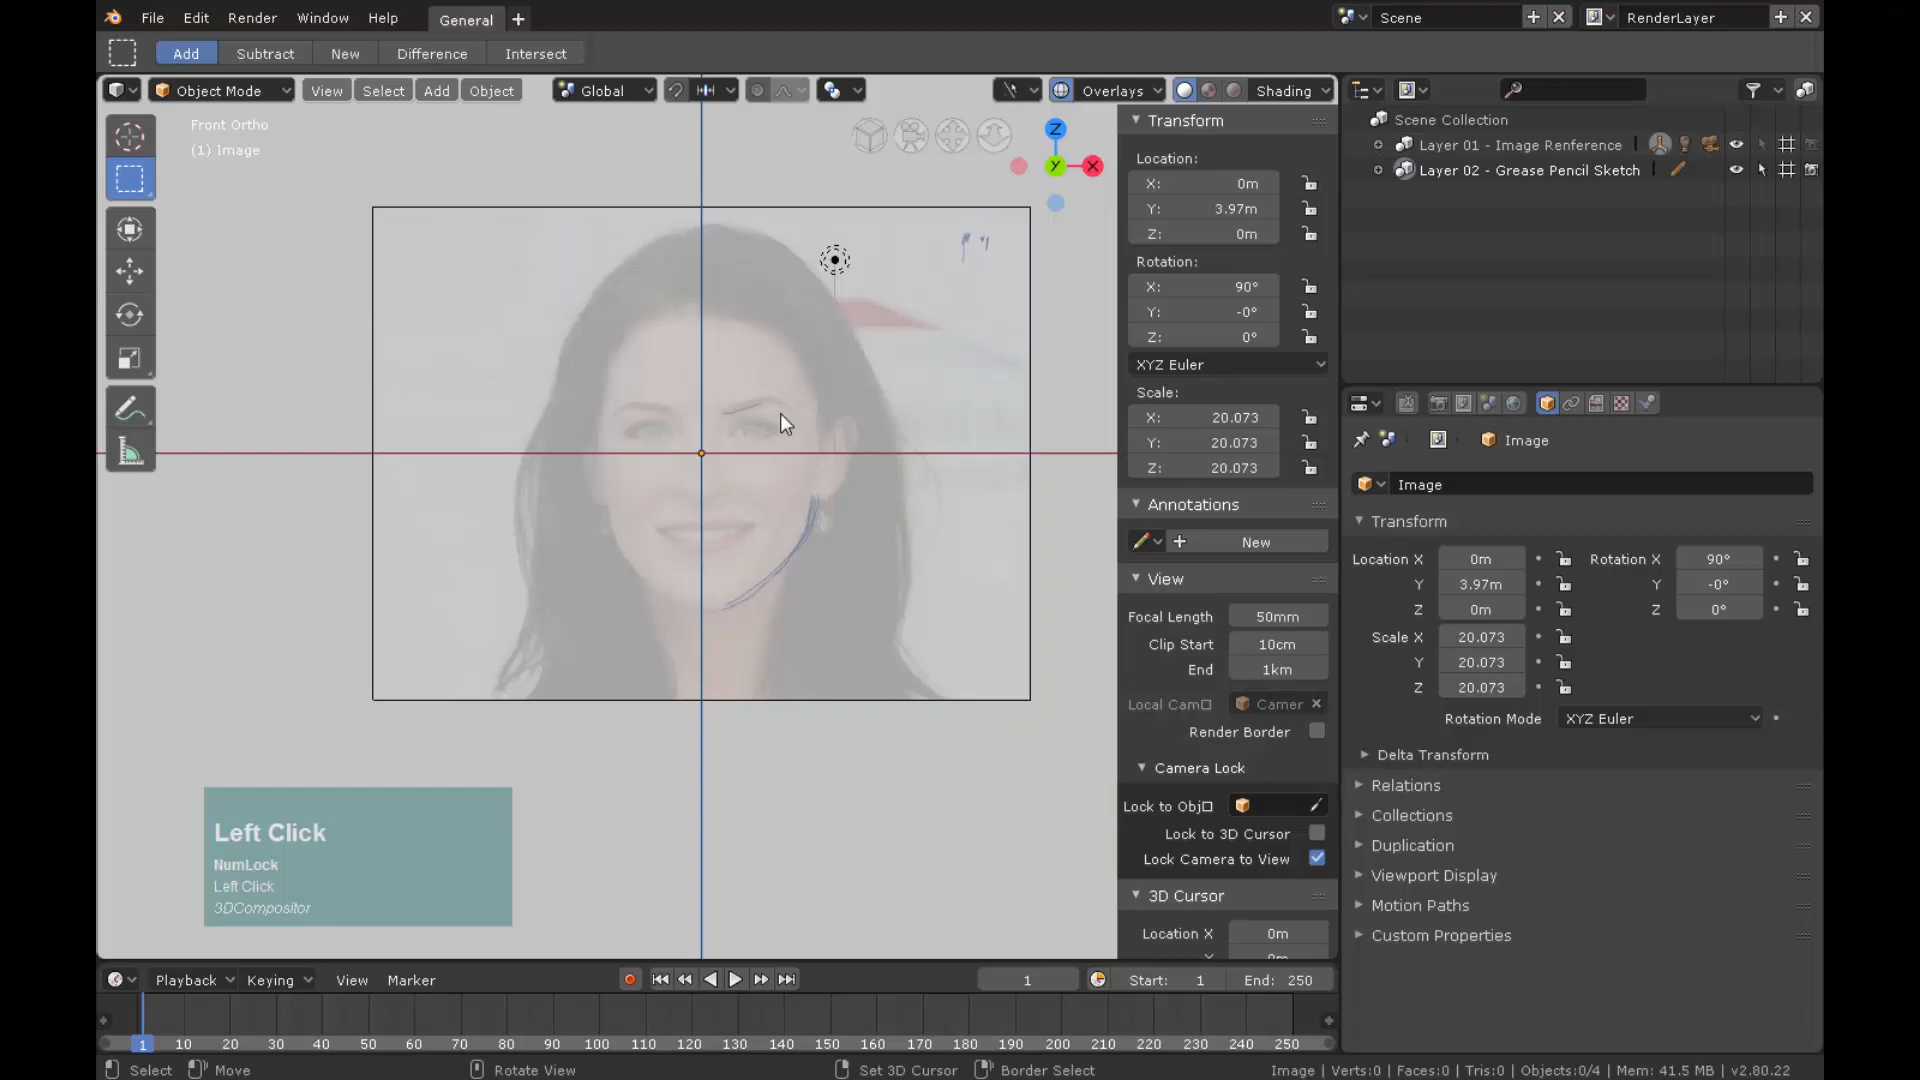 File Edit Render Window Help General + Scene RenderLayer
Add Subtract New Difference Intersect
Object Mode View Select Add Object Global Overlays Shading
Front Ortho
(1) Image
Z
Y X
Transform
Location:
X: 0m
Y: 3.97m
Z: 0m
Rotation:
X: 90°
Y: -0°
Z: 0°
XYZ Euler
Scale:
X: 20.073
Y: 20.073
Z: 20.073
Annotations
New
View
Focal Length 50mm
Clip Start 10cm
End 1km
Local Cam Camer
Render Border
Camera Lock
Lock to Obj
Lock to 3D Cursor
Lock Camera to View
3D Cursor
Location X 0m
Scene Collection
Layer 01 - Image Renference
Layer 02 - Grease Pencil Sketch
Image
Image
Transform
Location X 0m Rotation X 90°
Y 3.97m Y -0°
Z 0m Z 0°
Scale X 20.073
Y 20.073
Z 20.073
Rotation Mode XYZ Euler
Delta Transform
Relations
Collections
Duplication
Viewport Display
Motion Paths
Custom Properties
Left Click
NumLock
Left Click
3DCompositor
Playback Keying View Marker 1 Start: 1 End: 250
1 10 20 30 40 50 60 70 80 90 100 110 120 130 140 150 160 170 180 190 200 210 220 230 240 250
Select Move Rotate View Set 3D Cursor Border Select Image | Verts:0 | Faces:0 | Tris:0 | Objects:0/4 | Mem: 41.5 MB | v2.80.22